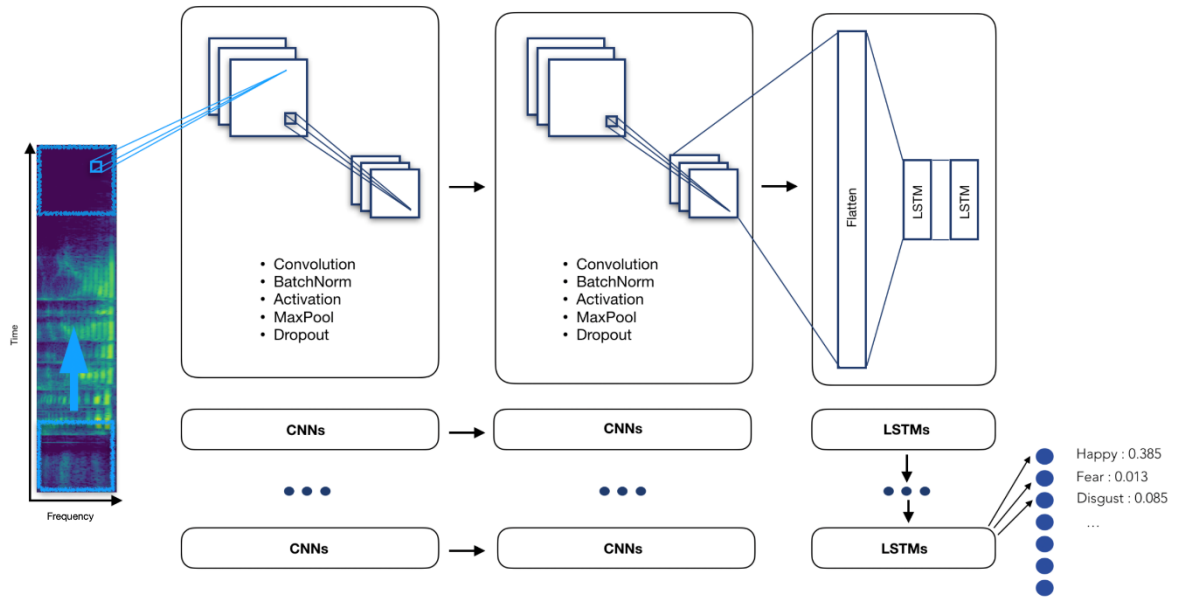 Time
Frequency
• Convolution
• BatchNorm
• Activation
• MaxPool
• Dropout
• Convolution
• BatchNorm
• Activation
• MaxPool
• Dropout
Flatten
LSTM
LSTM
CNNs
CNNs
LSTMs
CNNs
CNNs
LSTMs
Happy : 0.385
Fear : 0.013
Disgust : 0.085
...